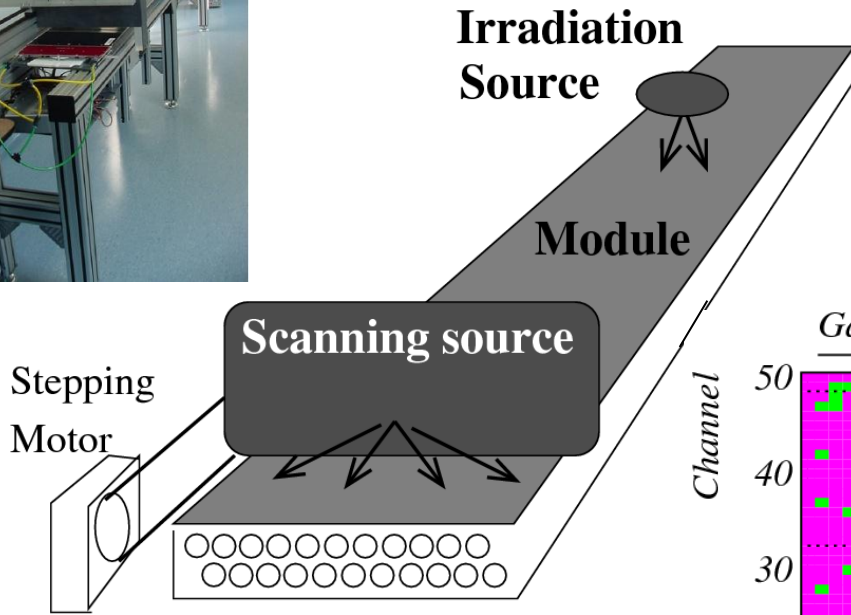 Irradiation
Source
Module
Scanning source
Stepping
Motor
Channel
50
40
30